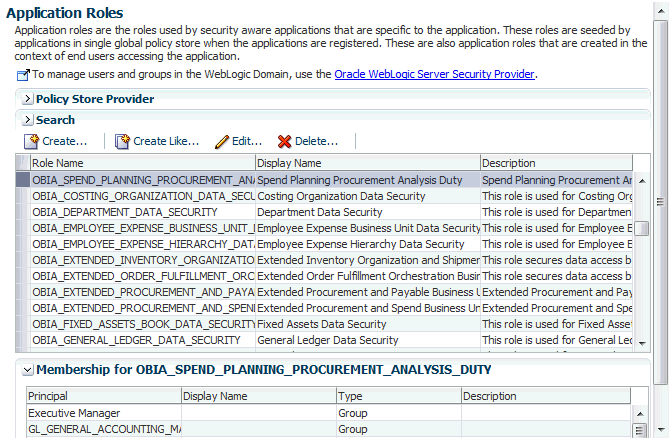 Application Roles
Application roles are the roles used by security aware applications that are specific to the application. These roles are seeded by
applications in single global policy store when the applications are registered. These are also application roles that are created in the
context of end users accessing the application.
To manage users and groups in the WebLogic Domain, use the Oracle WebLogic Server Security Provider.
Policy Store Provider
Search
Create... Create Like... Edit... Delete...
Role Name Display Name Description
OBIA_SPEND_PLANNING_PROCUREMENT_ANA Spend Planning Procurement Analysis Duty Spend Planning Procurement An
OBIA_COSTING_ORGANIZATION_DATA_SECU Costing Organization Data Security This role is used for Costing Org
OBIA_DEPARTMENT_DATA_SECURITY Department Data Security This role is used for Departmen
OBIA_EMPLOYEE_EXPENSE_BUSINESS_UNIT_ Employee Expense Business Unit Data Security This role is used for Employee E
OBIA_EMPLOYEE_EXPENSE_HIERARCHY_DATA Employee Expense Hierarchy Data Security This role is used for Employee E
OBIA_EXTENDED_INVENTORY_ORGANIZATIO Extended Inventory Organization and Shipme This role secures data access b
OBIA_EXTENDED_ORDER_FULFILLMENT_ORC Extended Order Fulfillment Orchestration Busi This role secures data access b
OBIA_EXTENDED_PROCUREMENT_AND_PAYA Extended Procurement and Payable Business U Extended Procurement and Pay
OBIA_EXTENDED_PROCUREMENT_AND_SPEN Extended Procurement and Spend Business Un Extended Procurement and Spe
OBIA_FIXED_ASSETS_BOOK_DATA_SECURITY Fixed Assets Data Security This role is used for Fixed Asset
OBIA_GENERAL_LEDGER_DATA_SECURITY General Ledger Data Security This role is used for General Led
Membership for OBIA_SPEND_PLANNING_PROCUREMENT_ANALYSIS_DUTY
Principal Display Name Type Description
Executive Manager Group
GL_GENERAL_ACCOUNTING_MA Group